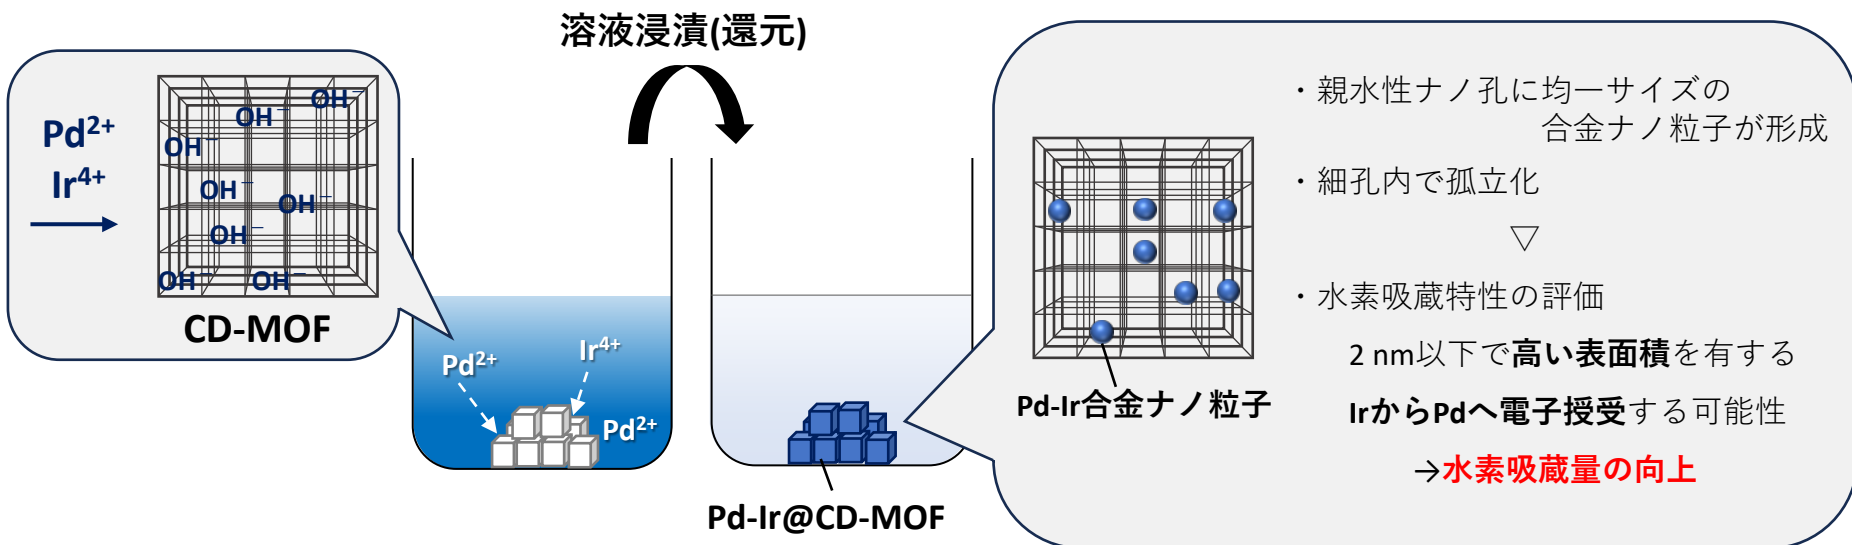 溶液浸漬(還元)
Pd2+
Ir4+
OH⁻
OH⁻
OH⁻
OH⁻
OH⁻
OH⁻
OH⁻
OH⁻
CD-MOF
Pd2+
Ir4+
Pd2+
Pd-Ir@CD-MOF
Pd-Ir合金ナノ粒子
・親水性ナノ孔に均一サイズの
合金ナノ粒子が形成
・細孔内で孤立化
▽
・水素吸蔵特性の評価
2 nm以下で高い表面積を有する
IrからPdへ電子授受する可能性
→水素吸蔵量の向上